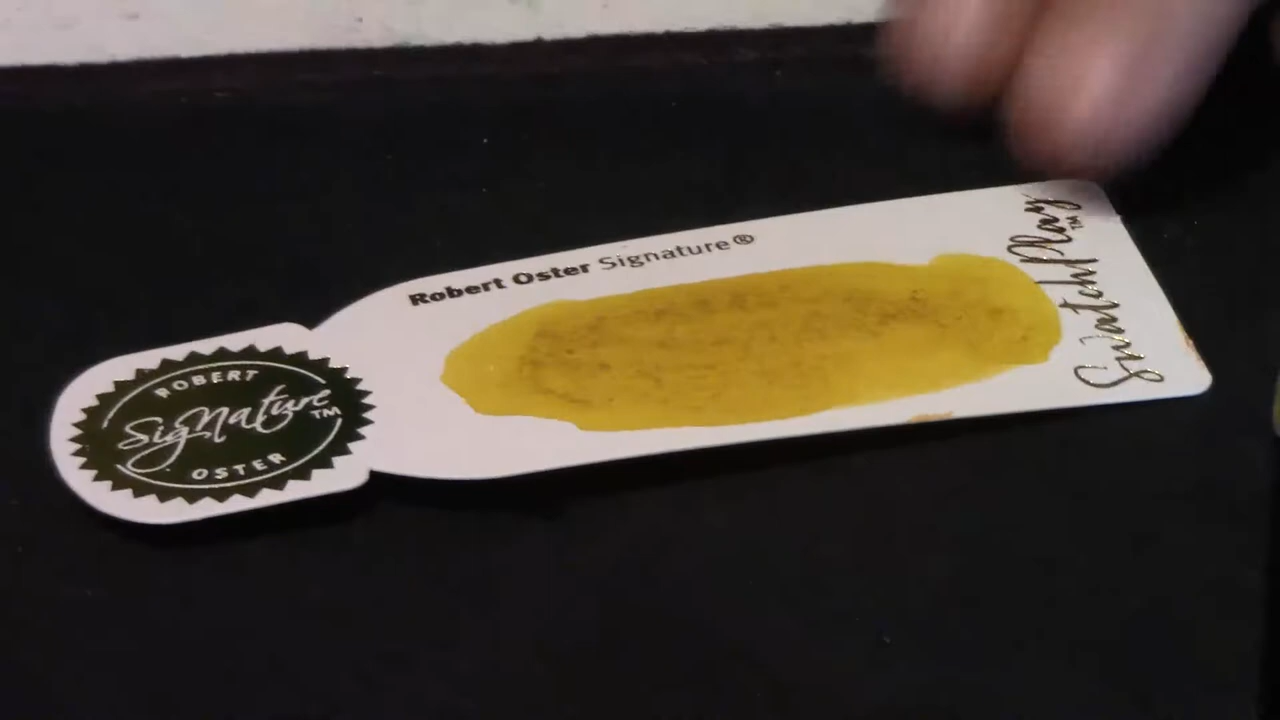 Robert Oster Signature®
ROBERT
SigNature™
OSTER
SwatchPlay™